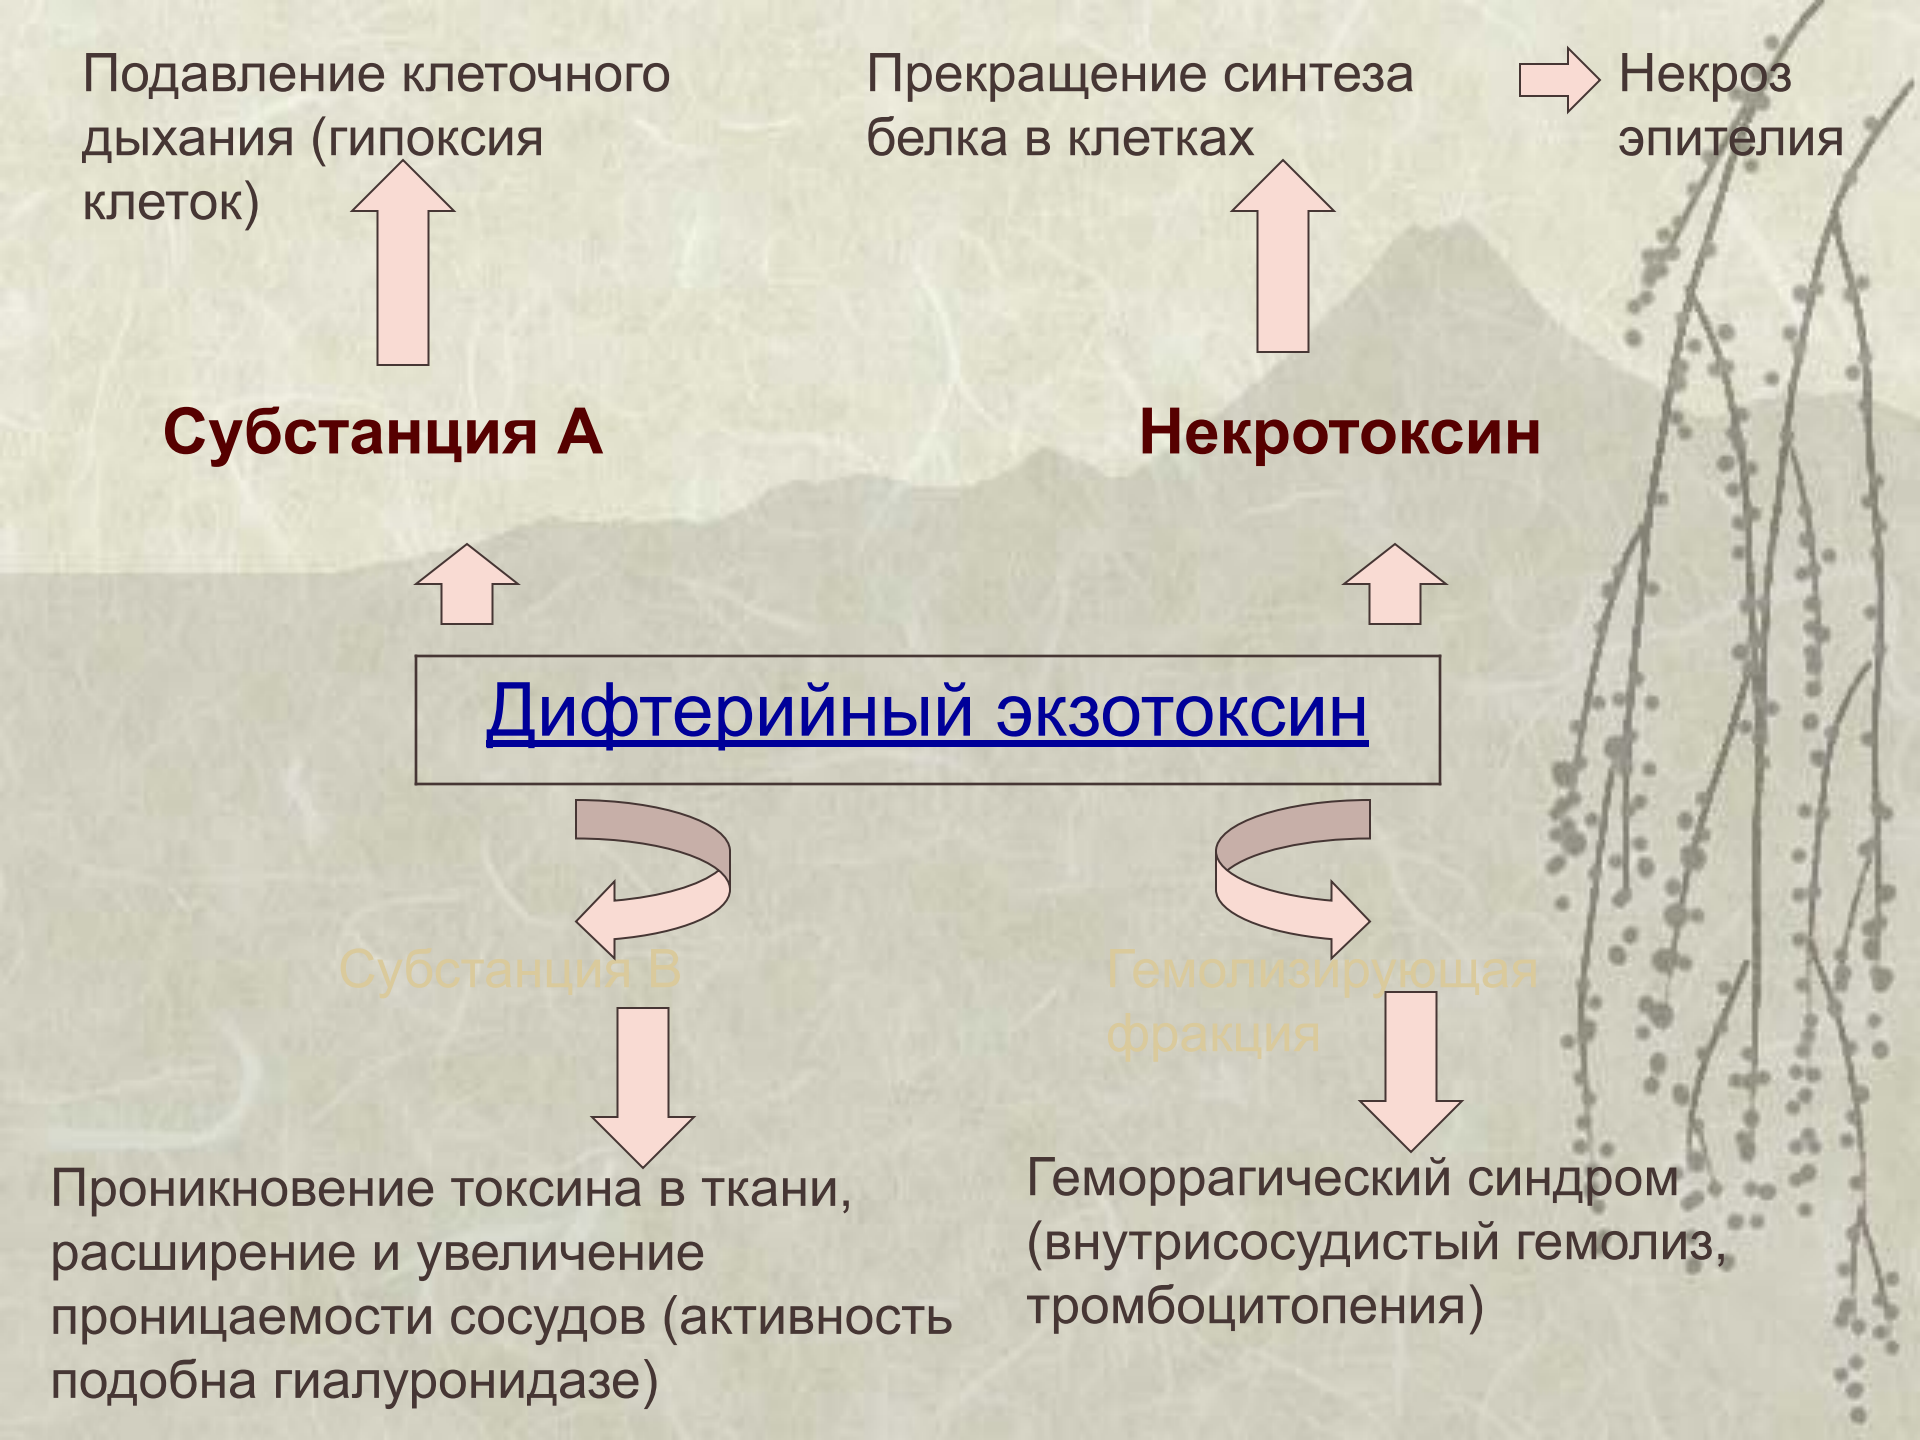 Подавление клеточного
дыхания (гипоксия
клеток)
Прекращение синтеза
белка в клетках
Некроз
эпителия
Субстанция А
Некротоксин
Дифтерийный экзотоксин
Субстанция В
Гемолизирующая
фракция
Проникновение токсина в ткани,
расширение и увеличение
проницаемости сосудов (активность
подобна гиалуронидазе)
Геморрагический синдром
(внутрисосудистый гемолиз,
тромбоцитопения)